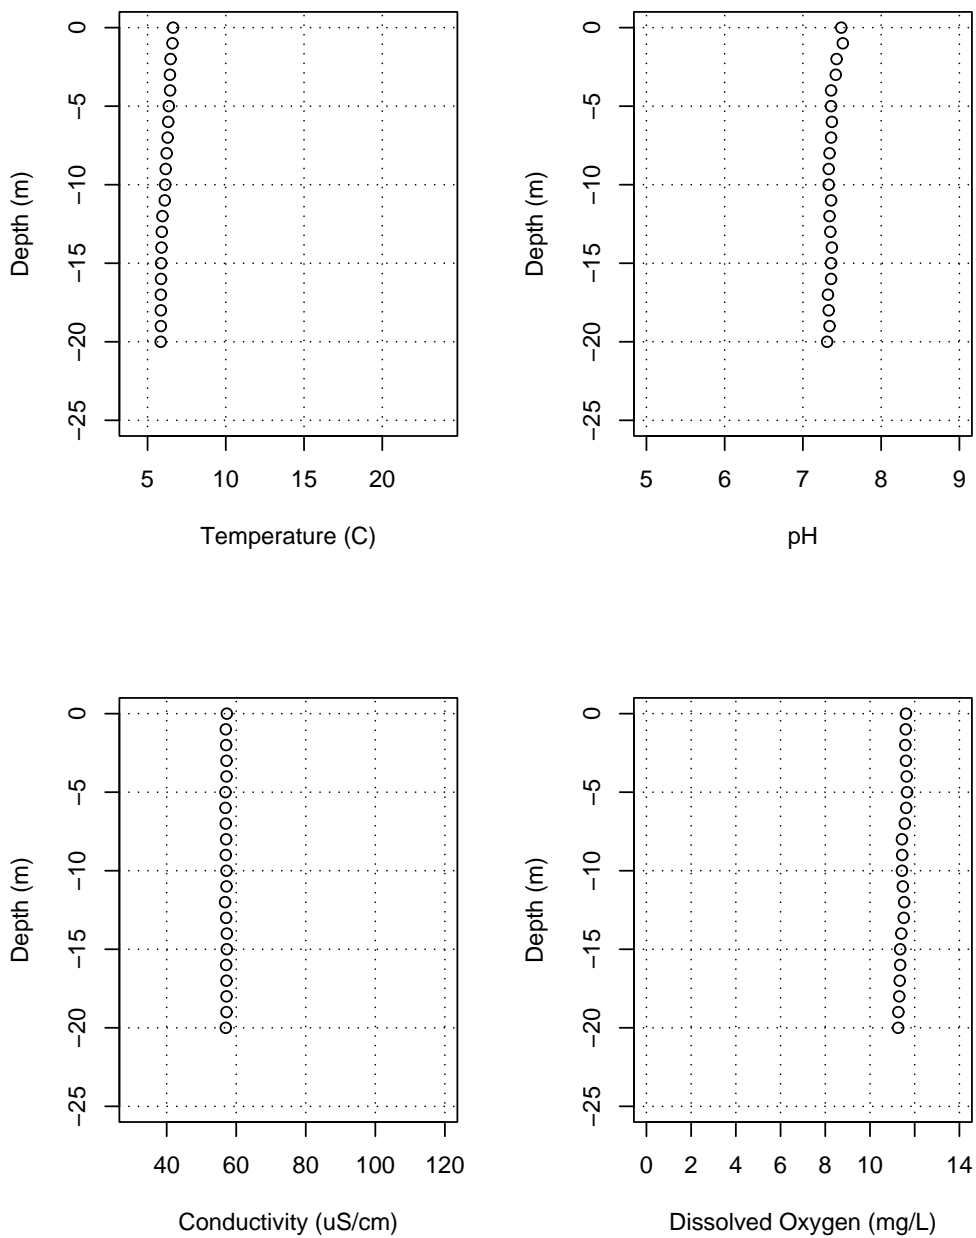 0
−5
−10
−15
−20
−25
Depth (m)
5 10 15 20
Temperature (C)
0
−5
−10
−15
−20
−25
Depth (m)
5 6 7 8 9
pH
0
−5
−10
−15
−20
−25
Depth (m)
40 60 80 100 120
Conductivity (uS/cm)
0
−5
−10
−15
−20
−25
Depth (m)
0 2 4 6 8 10 14
Dissolved Oxygen (mg/L)